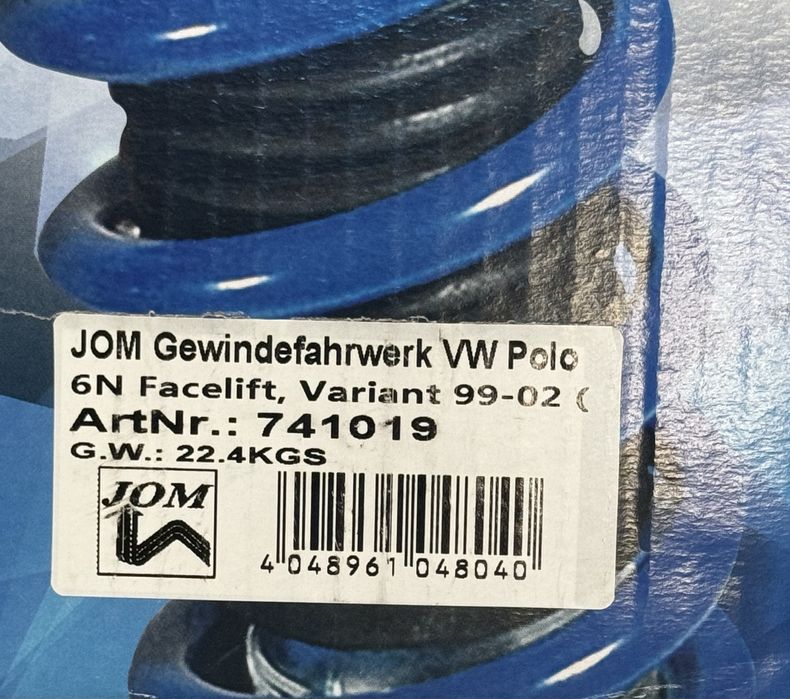 JOM Gewindefahrwerk VW Polo
6N Facelift, Variant 99-02 (
ArtNr.: 741019
G.W.: 22.4KGS
JOM
4 048961 048040